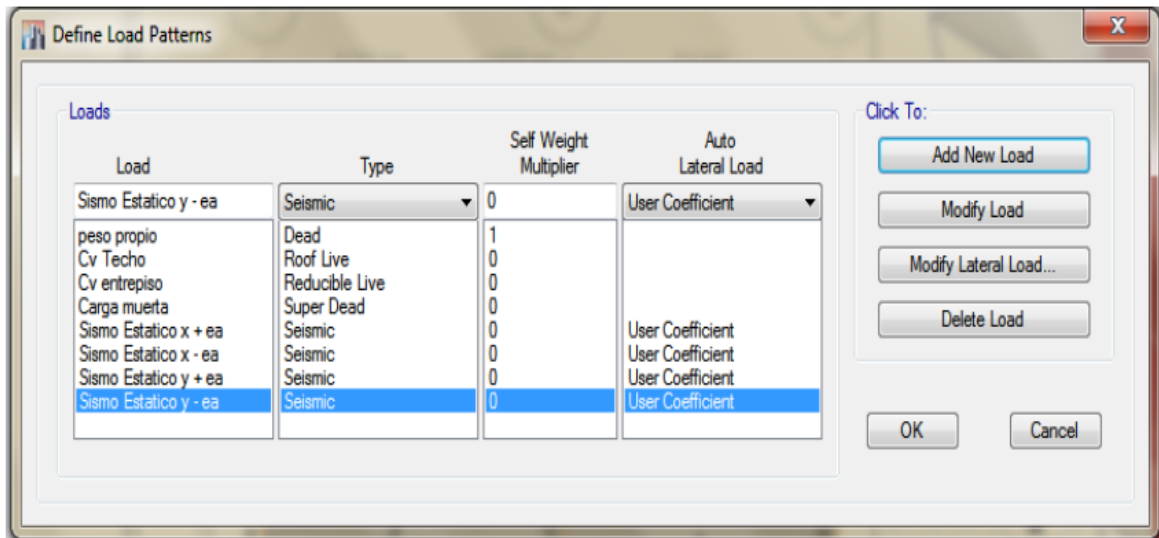 Define Load Patterns
Loads
Click To:
Load Type Self Weight Multiplier Auto Lateral Load
Sismo Estatico y - ea Seismic 0 User Coefficient
peso propio Dead 1
Cv Techo Roof Live 0
Cv entrepiso Reducible Live 0
Carga muerta Super Dead 0
Sismo Estatico x + ea Seismic 0 User Coefficient
Sismo Estatico x - ea Seismic 0 User Coefficient
Sismo Estatico y + ea Seismic 0 User Coefficient
Sismo Estatico y - ea Seismic 0 User Coefficient
Add New Load
Modify Load
Modify Lateral Load...
Delete Load
OK Cancel